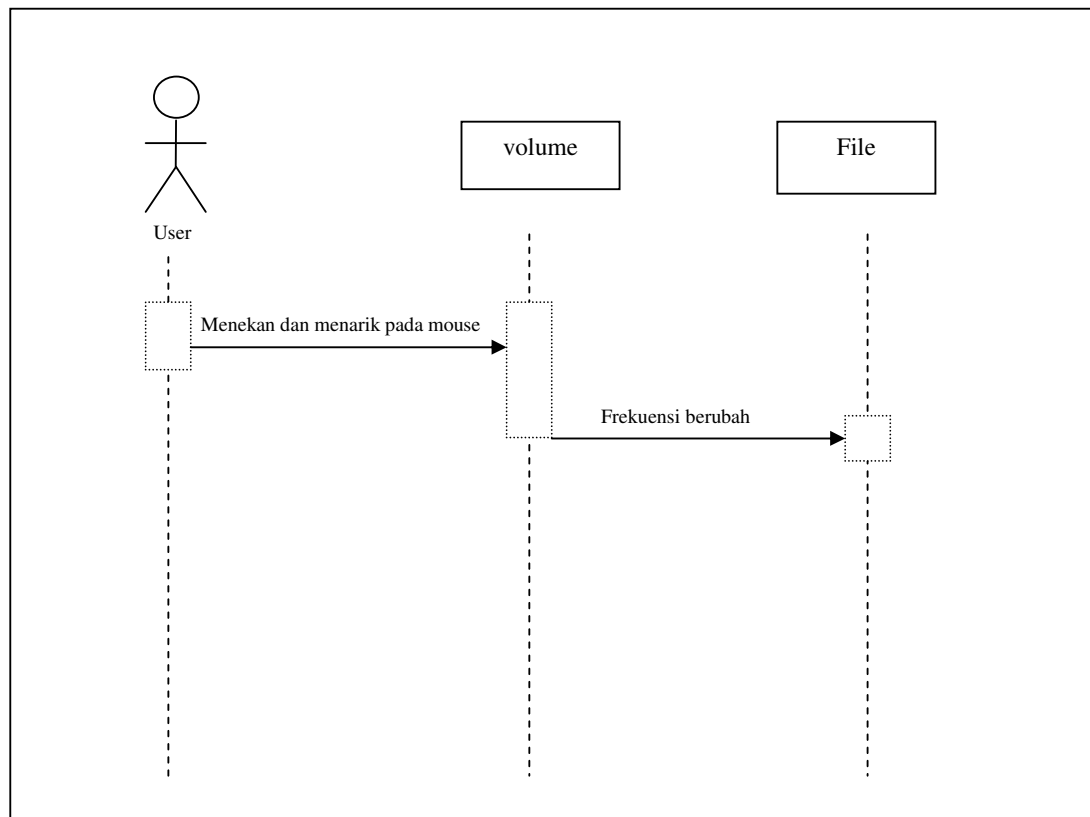 volume
File
User
Menekan dan menarik pada mouse
Frekuensi berubah